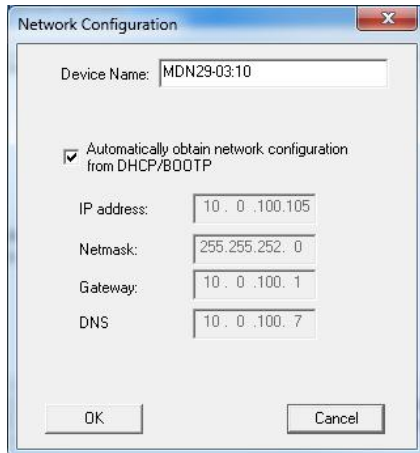 Network Configuration
Device Name: MDN29-03:10
Automatically obtain network configuration
from DHCP/BOOTP
IP address: 10 . 0 .100.105
Netmask: 255.255.252. 0
Gateway: 10 . 0 .100. 1
DNS 10 . 0 .100. 7
OK Cancel